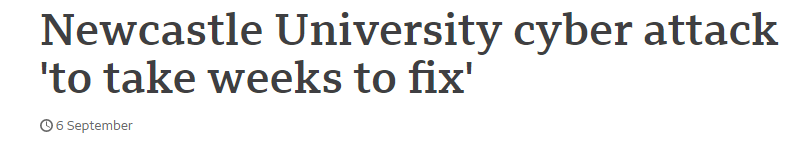 Newcastle University cyber attack
'to take weeks to fix'
6 September